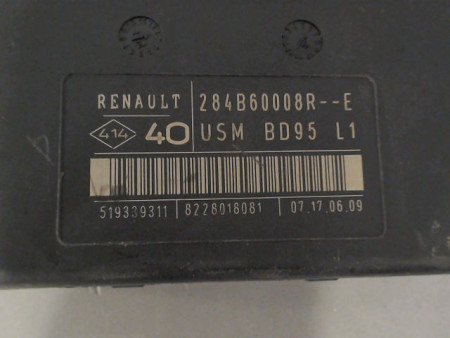 RENAULT 284B60008R--E
414 40 USM BD95 L1
519339311 8228018081 07.17.06.09